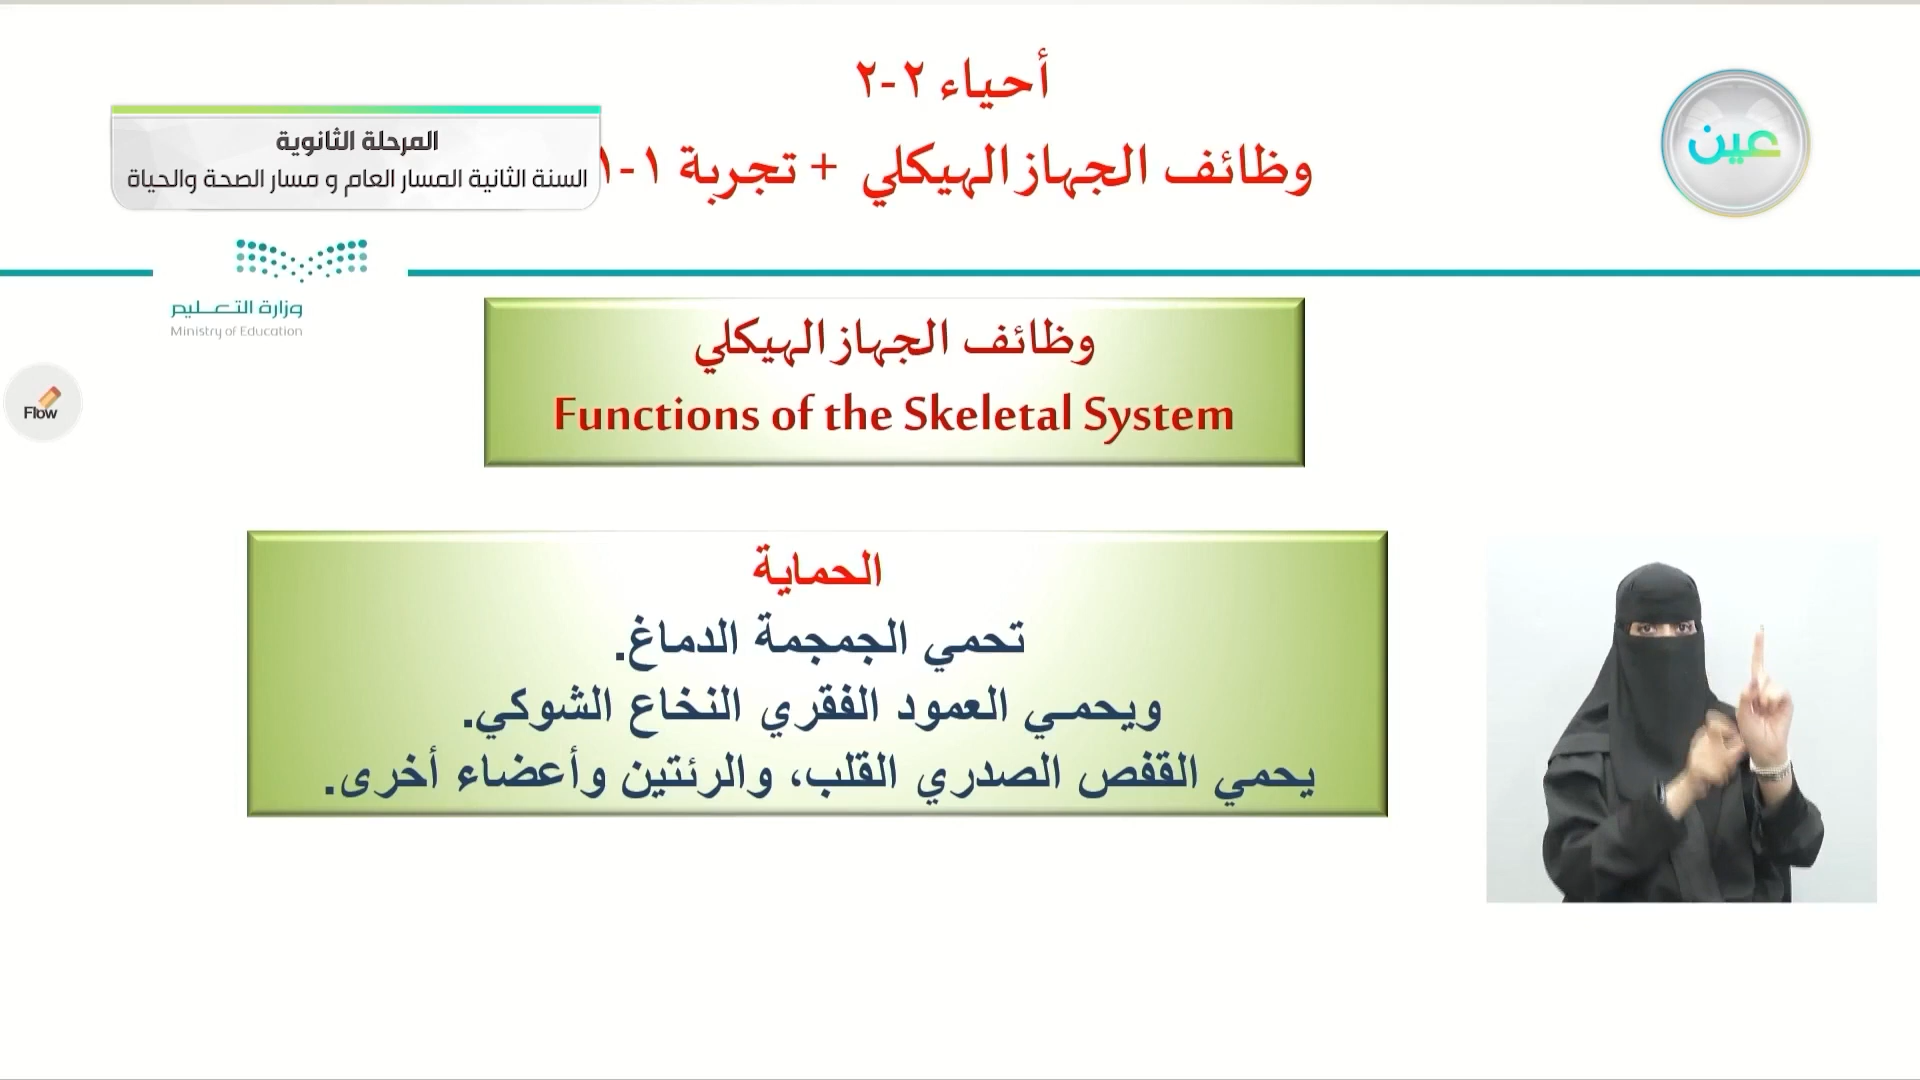 أحياء ٢-٢
وظائف الجهاز الهيكلي + تجربة ١-١
عين
المرحلة الثانوية
السنة الثانية المسار العام و مسار الصحة والحياة
وزارة التعليم
Ministry of Education
Flow
وظائف الجهاز الهيكلي
Functions of the Skeletal System
الحماية
تحمي الجمجمة الدماغ.
ويحمي العمود الفقري النخاع الشوكي.
يحمي القفص الصدري القلب، والرئتين وأعضاء أخرى.